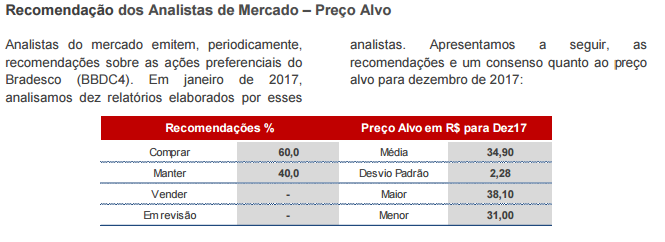 Recomendação dos Analistas de Mercado – Preço Alvo
Analistas do mercado emitem, periodicamente,
recomendações sobre as ações preferenciais do
Bradesco (BBDC4). Em janeiro de 2017,
analisamos dez relatórios elaborados por esses
analistas. Apresentamos a seguir, as
recomendações e um consenso quanto ao preço
alvo para dezembro de 2017:
Recomendações % Preço Alvo em R$ para Dez17
Comprar 60,0 Média 34,90
Manter 40,0 Desvio Padrão 2,28
Vender - Maior 38,10
Em revisão - Menor 31,00